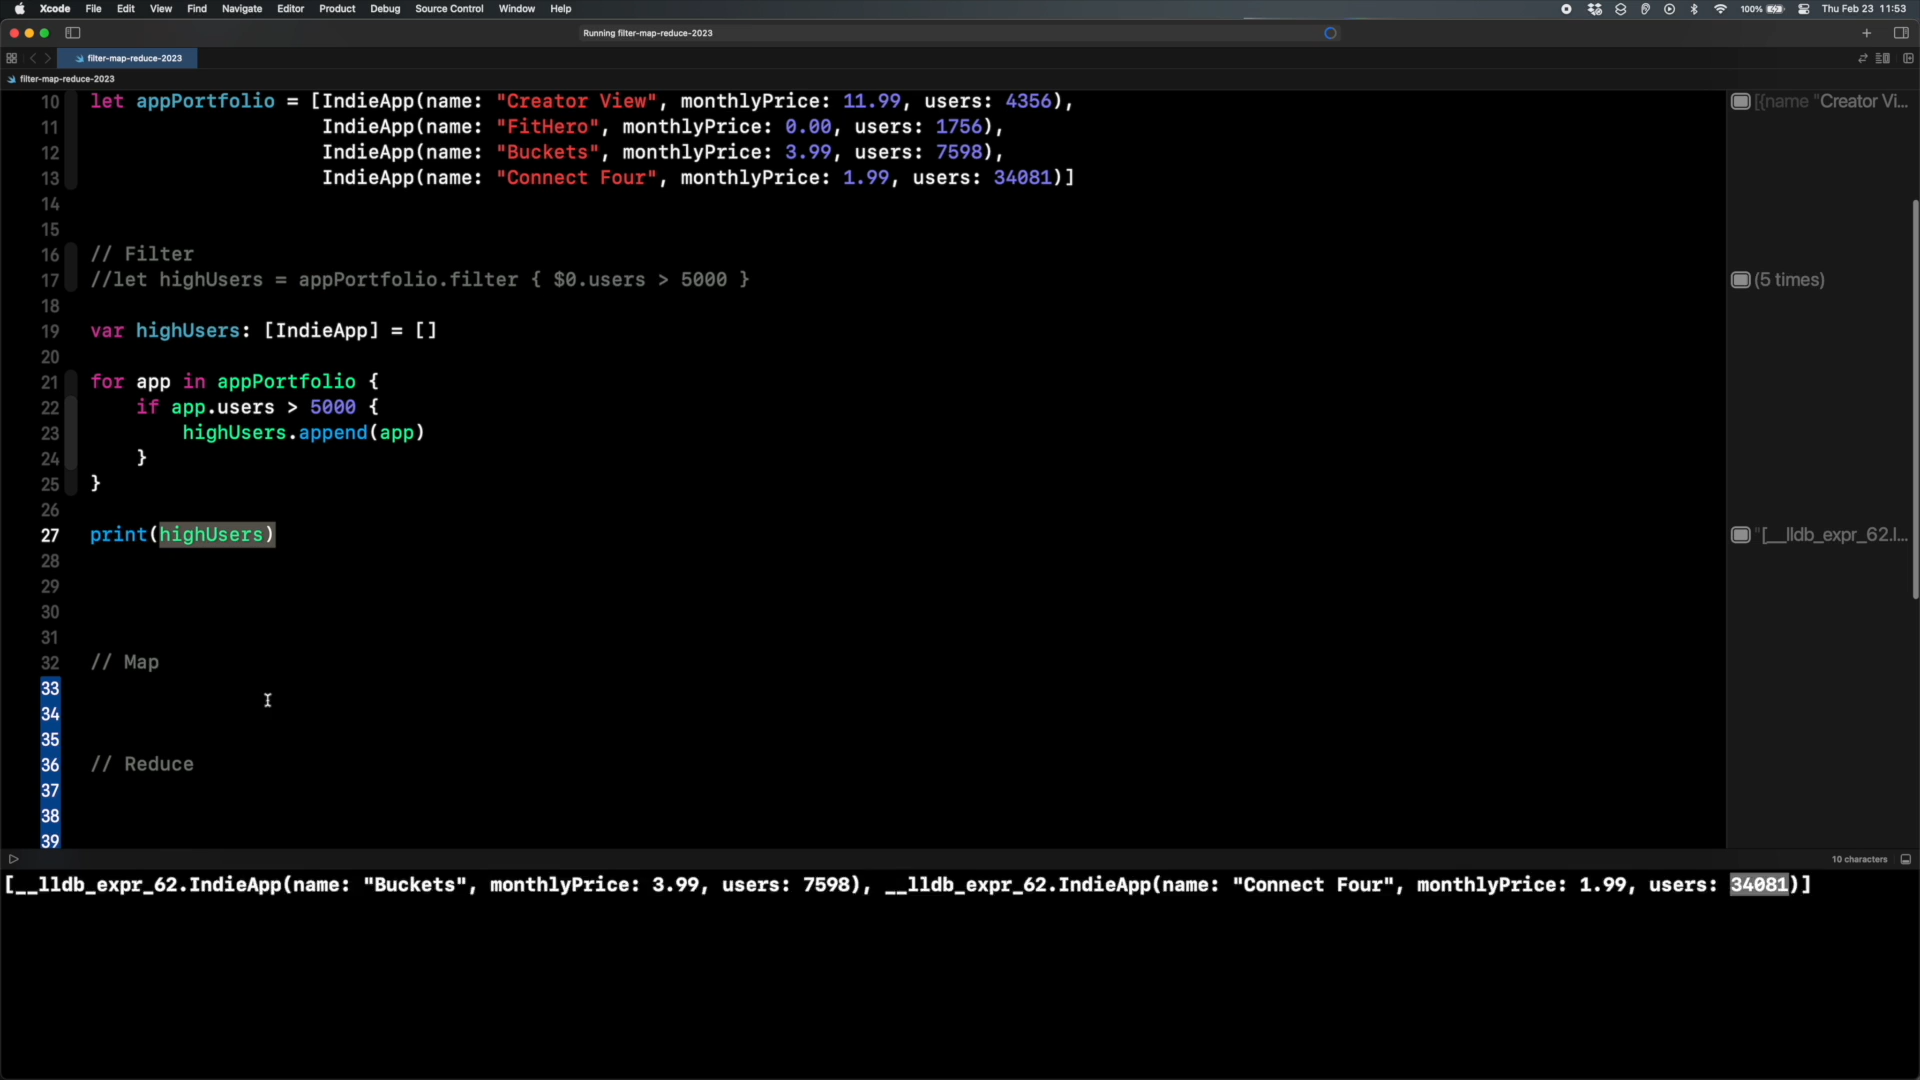 Xcode File Edit View Find Navigate Editor Product Debug Source Control Window Help 100% Thu Feb 23 11:53
Running filter-map-reduce-2023
filter-map-reduce-2023
filter-map-reduce-2023
10 let appPortfolio = [IndieApp(name: "Creator View", monthlyPrice: 11.99, users: 4356), [{name "Creator Vi...
11 IndieApp(name: "FitHero", monthlyPrice: 0.00, users: 1756),
12 IndieApp(name: "Buckets", monthlyPrice: 3.99, users: 7598),
13 IndieApp(name: "Connect Four", monthlyPrice: 1.99, users: 34081)]
14
15
16 // Filter
17 //let highUsers = appPortfolio.filter { $0.users > 5000 } (5 times)
18
19 var highUsers: [IndieApp] = []
20
21 for app in appPortfolio {
22 if app.users > 5000 {
23 highUsers.append(app)
24 }
25 }
26
27 print(highUsers) "[__lldb_expr_62.I...
28
29
30
31
32 // Map
33
34
35
36 // Reduce
37
38
39
10 characters
[__lldb_expr_62.IndieApp(name: "Buckets", monthlyPrice: 3.99, users: 7598), __lldb_expr_62.IndieApp(name: "Connect Four", monthlyPrice: 1.99, users: 34081)]